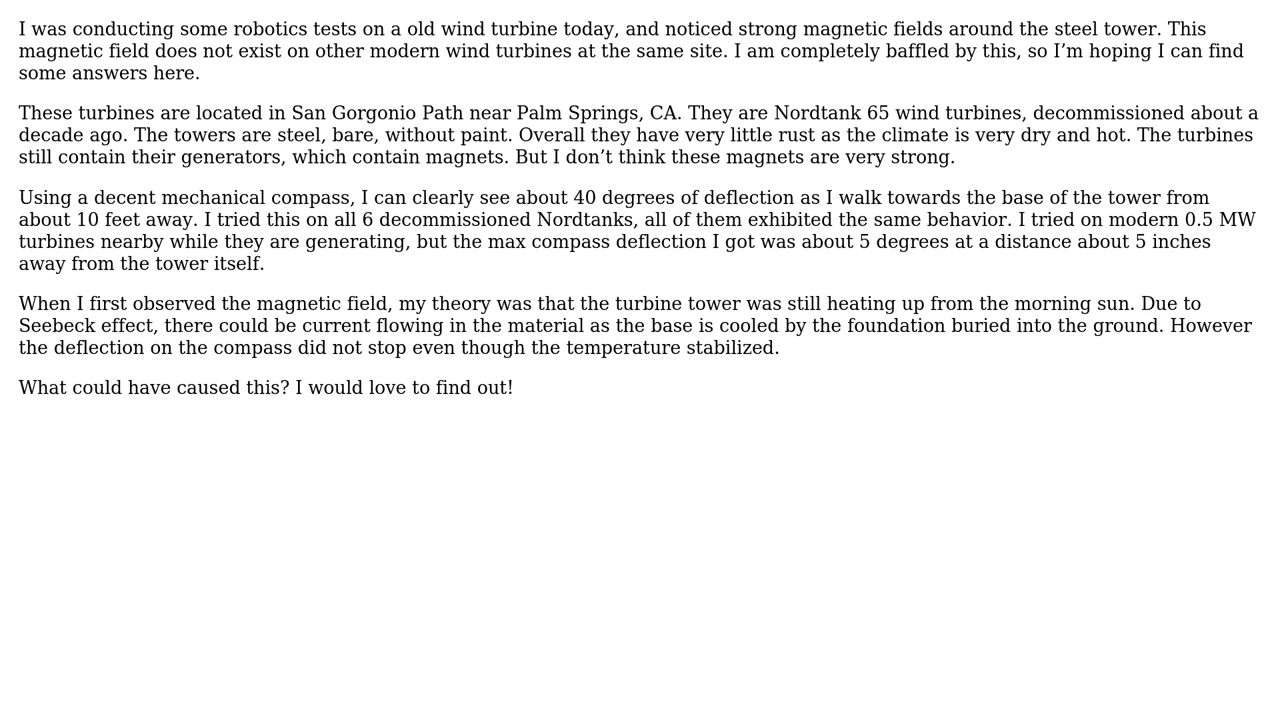 I was conducting some robotics tests on a old wind turbine today, and noticed strong magnetic fields around the steel tower. This
magnetic field does not exist on other modern wind turbines at the same site. I am completely baffled by this, so I’m hoping I can find
some answers here.
These turbines are located in San Gorgonio Path near Palm Springs, CA. They are Nordtank 65 wind turbines, decommissioned about a
decade ago. The towers are steel, bare, without paint. Overall they have very little rust as the climate is very dry and hot. The turbines
still contain their generators, which contain magnets. But I don’t think these magnets are very strong.
Using a decent mechanical compass, I can clearly see about 40 degrees of deflection as I walk towards the base of the tower from
about 10 feet away. I tried this on all 6 decommissioned Nordtanks, all of them exhibited the same behavior. I tried on modern 0.5 MW
turbines nearby while they are generating, but the max compass deflection I got was about 5 degrees at a distance about 5 inches
away from the tower itself.
When I first observed the magnetic field, my theory was that the turbine tower was still heating up from the morning sun. Due to
Seebeck effect, there could be current flowing in the material as the base is cooled by the foundation buried into the ground. However
the deflection on the compass did not stop even though the temperature stabilized.
What could have caused this? I would love to find out!